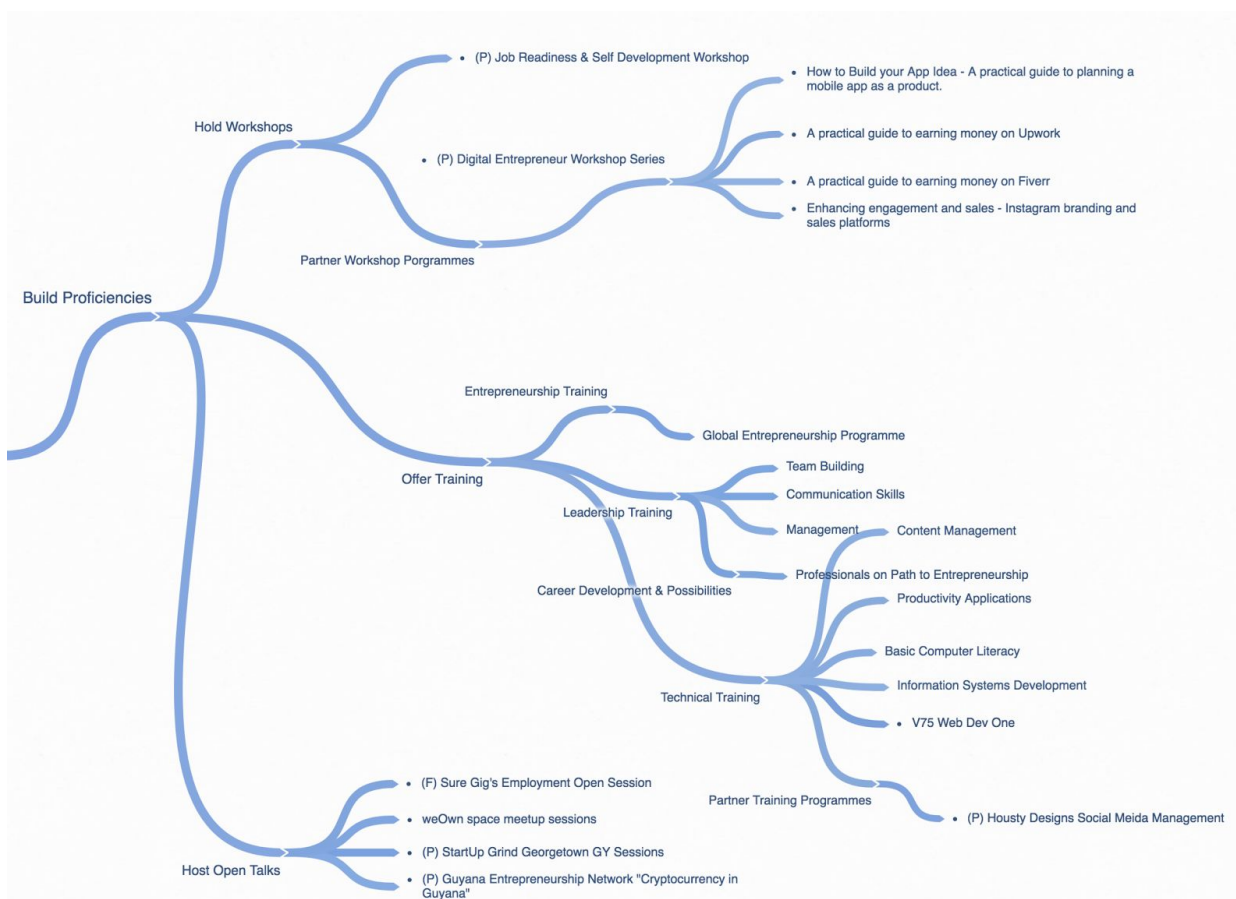 • (P) Job Readiness & Self Development Workshop
Hold Workshops
• How to Build your App Idea - A practical guide to planning a
mobile app as a product.
• A practical guide to earning money on Upwork
• (P) Digital Entrepreneur Workshop Series
• A practical guide to earning money on Fiverr
• Enhancing engagement and sales - Instagram branding and
sales platforms
Partner Workshop Porgrammes
Build Proficiencies
Entrepreneurship Training
Global Entrepreneurship Programme
Offer Training
Team Building
Communication Skills
Leadership Training
Management
Content Management
Professionals on Path to Entrepreneurship
Career Development & Possibilities
Productivity Applications
Basic Computer Literacy
Information Systems Development
Technical Training
• V75 Web Dev One
Partner Training Programmes
• (P) Housty Designs Social Meida Management
• (F) Sure Gig's Employment Open Session
• weOwn space meetup sessions
• (P) StartUp Grind Georgetown GY Sessions
Host Open Talks
• (P) Guyana Entrepreneurship Network "Cryptocurrency in
Guyana"